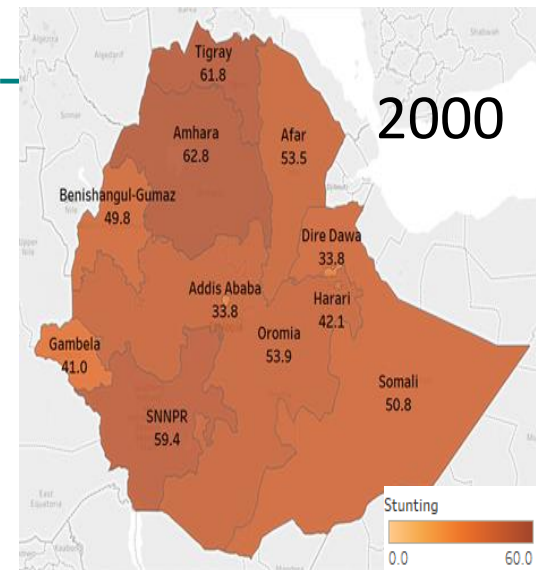 Tigray
61.8
2000
Amhara
62.8
Afar
53.5
Benishangul-Gumaz
49.8
Dire Dawa
33.8
Addis Ababa
33.8
Harari
42.1
Oromia
53.9
Gambela
41.0
Somali
50.8
SNNPR
59.4
Stunting
0.0 60.0